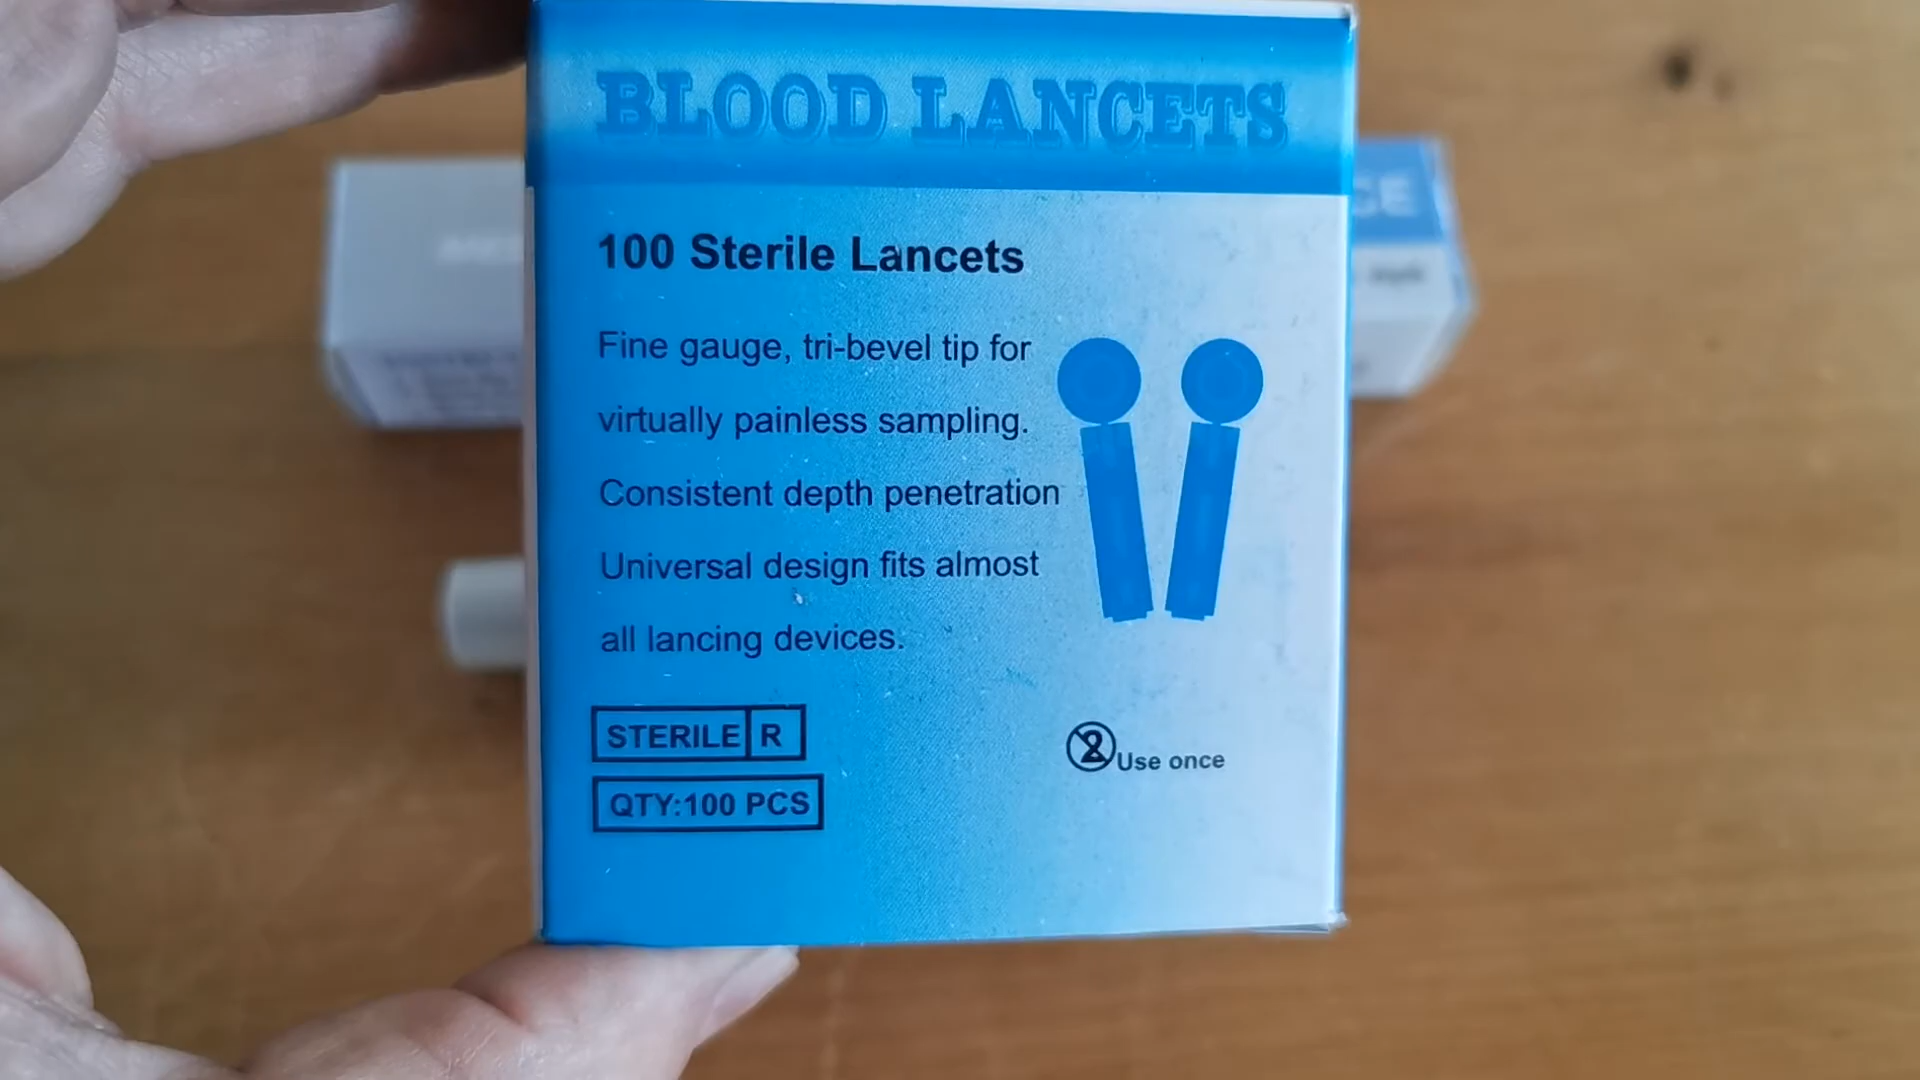 BLOOD LANCETS
100 Sterile Lancets
Fine gauge, tri-bevel tip for
virtually painless sampling.
Consistent depth penetration
Universal design fits almost
all lancing devices.
STERILE R
QTY:100 PCS
2 Use once